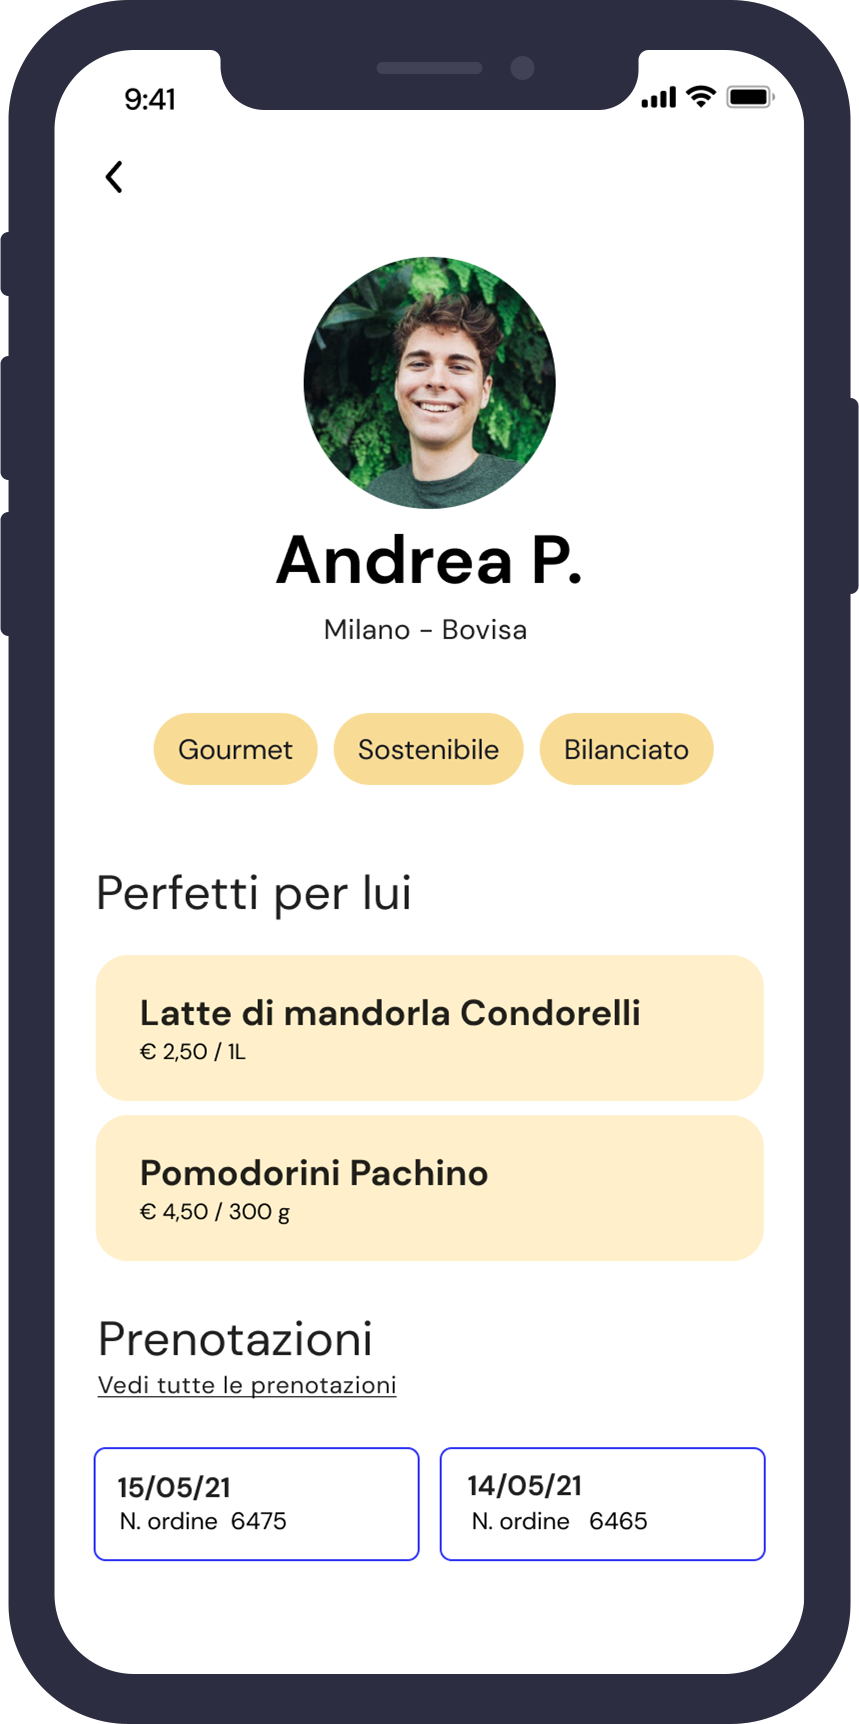 9:41
Andrea P.
Milano - Bovisa
Gourmet Sostenibile Bilanciato
Perfetti per lui
Latte di mandorla Condorelli
€ 2,50 / 1L
Pomodorini Pachino
€ 4,50 / 300 g
Prenotazioni
Vedi tutte le prenotazioni
15/05/21
N. ordine 6475
14/05/21
N. ordine 6465